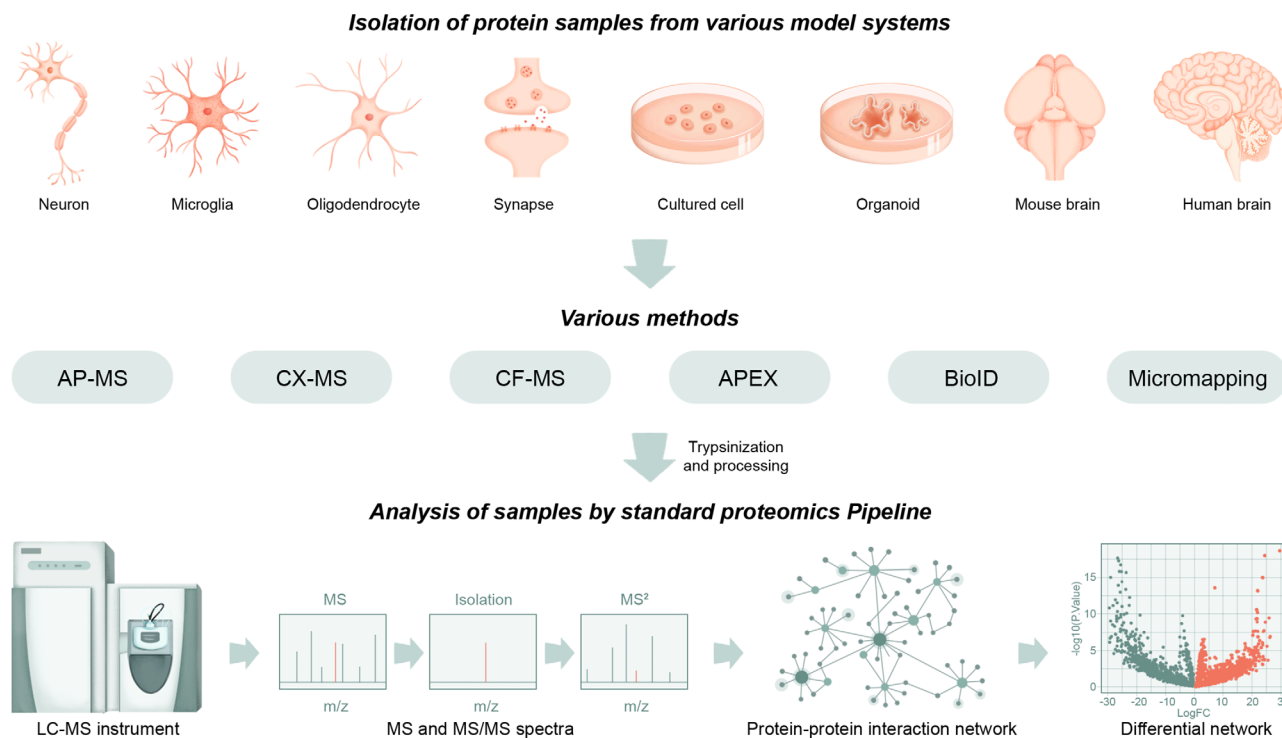 Isolation of protein samples from various model systems
Neuron
Microglia
Oligodendrocyte
Synapse
Cultured cell
Organoid
Mouse brain
Human brain
Various methods
AP-MS
CX-MS
CF-MS
APEX
BioID
Micromapping
Trypsinization
and processing
Analysis of samples by standard proteomics Pipeline
MS
Isolation
MS²
m/z
m/z
m/z
-log10(P.Value)
15
10
5
0
-30
-20
-10
0
10
20
LogFC
LC-MS instrument
MS and MS/MS spectra
Protein-protein interaction network
Differential network